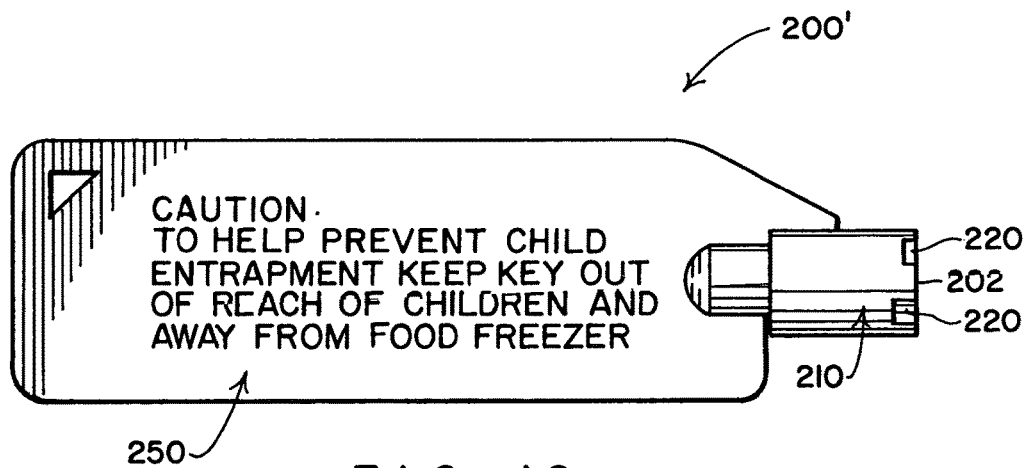 200'
CAUTION.
TO HELP PREVENT CHILD
ENTRAPMENT KEEP KEY OUT
OF REACH OF CHILDREN AND
AWAY FROM FOOD FREEZER
220
202
220
210
250